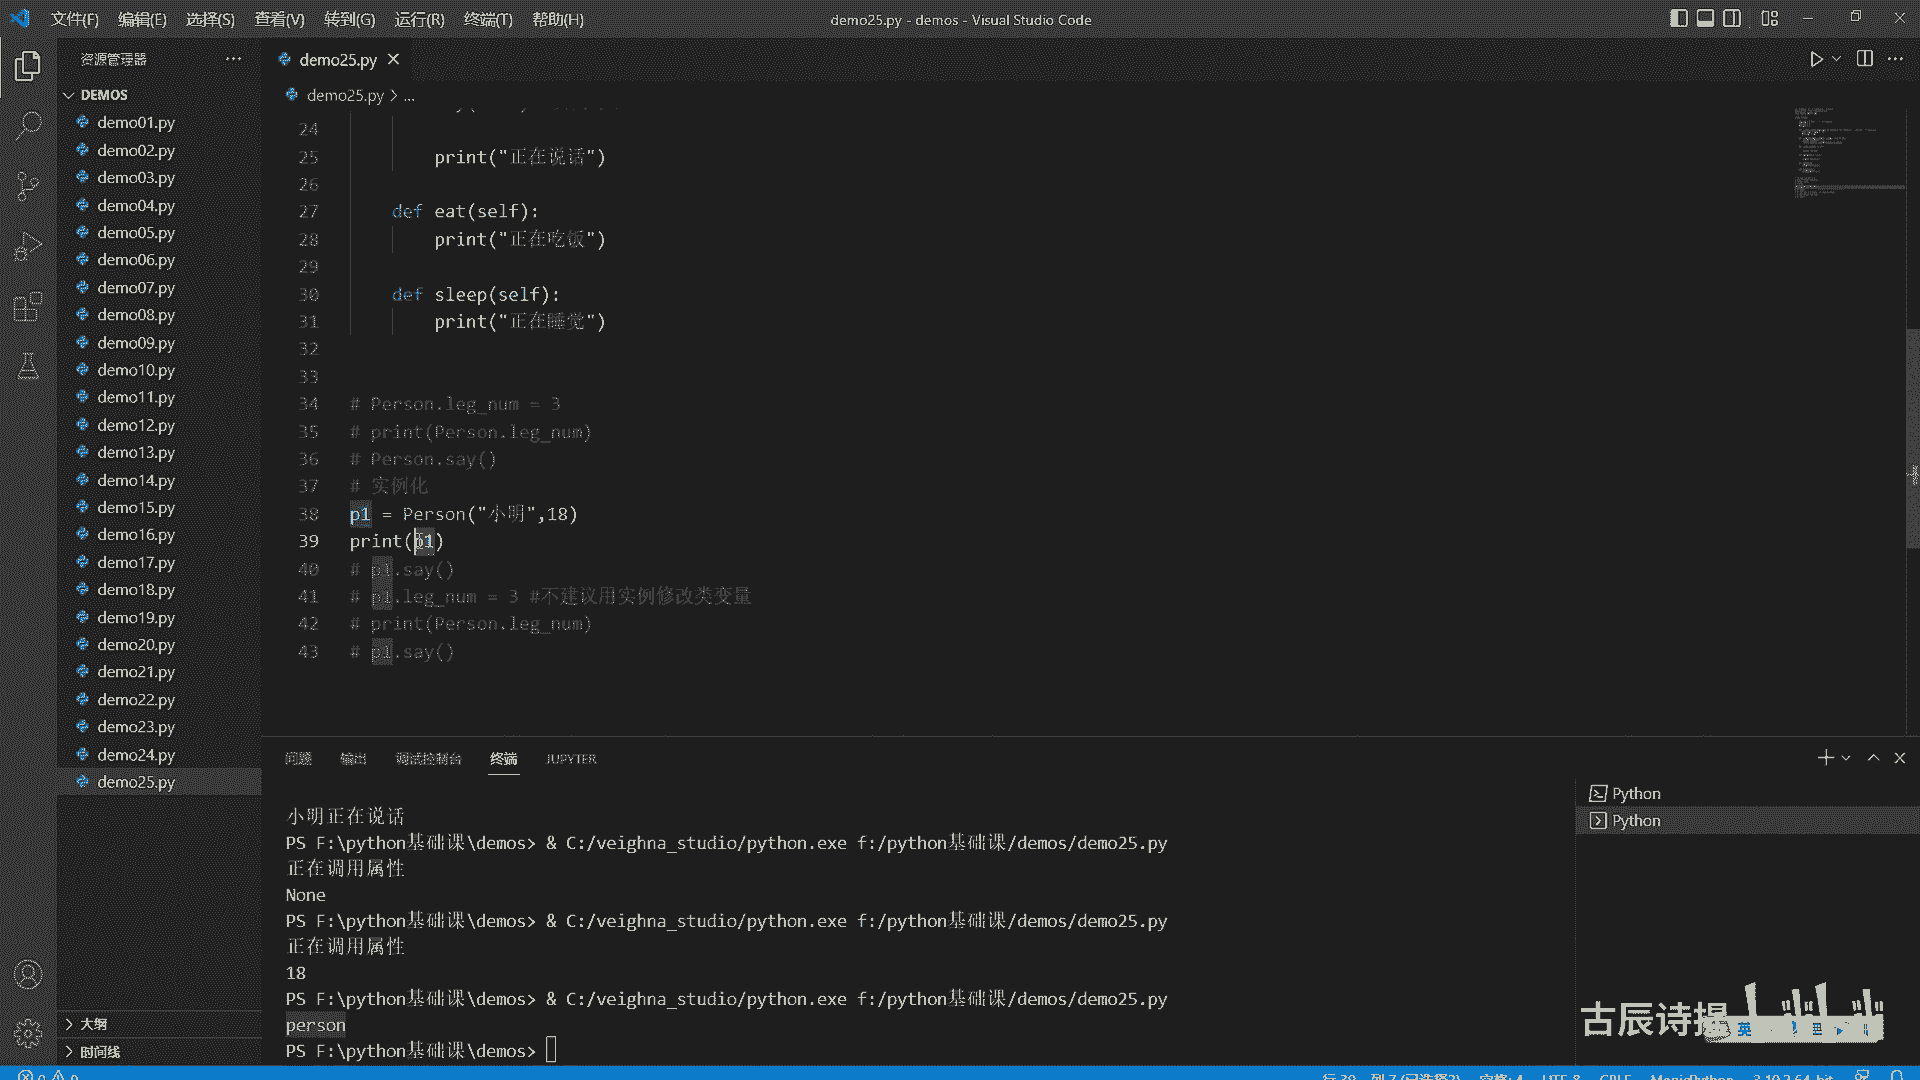 文件(F) 编辑(E) 选择(S) 查看(V) 转到(G) 运行(R) 终端(T) 帮助(H) demo25.py - demos - Visual Studio Code
资源管理器
demo25.py
DEMOS
demo25.py > ...
demo01.py
demo02.py
demo03.py
demo04.py
demo05.py
demo06.py
demo07.py
demo08.py
demo09.py
demo10.py
demo11.py
demo12.py
demo13.py
demo14.py
demo15.py
demo16.py
demo17.py
demo18.py
demo19.py
demo20.py
demo21.py
demo22.py
demo23.py
demo24.py
demo25.py
大纲
时间线
24
25 print("正在说话")
26
27 def eat(self):
28 print("正在吃饭")
29
30 def sleep(self):
31 print("正在睡觉")
32
33
34 # Person.leg_num = 3
35 # print(Person.leg_num)
36 # Person.say()
37 # 实例化
38 p1 = Person("小明",18)
39 print(p1)
40 # p1.say()
41 # p1.leg_num = 3 #不建议用实例修改类变量
42 # print(Person.leg_num)
43 # p1.say()
问题 输出 调试控制台 终端 JUPYTER
小明正在说话
PS F:\python基础课\demos> & C:/veighna_studio/python.exe f:/python基础课/demos/demo25.py
正在调用属性
None
PS F:\python基础课\demos> & C:/veighna_studio/python.exe f:/python基础课/demos/demo25.py
正在调用属性
18
PS F:\python基础课\demos> & C:/veighna_studio/python.exe f:/python基础课/demos/demo25.py
person
PS F:\python基础课\demos>
Python
Python
古辰诗提
英